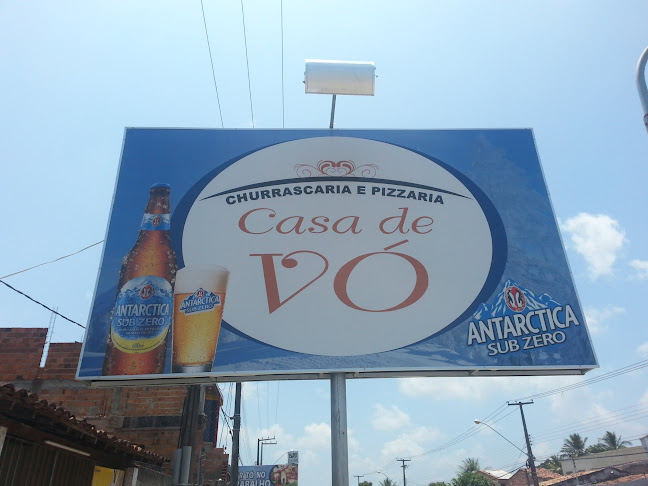 CHURRASCARIA E PIZZARIA
Casa de
VÓ
ANTARCTICA
SUB ZERO
ANTARCTICA
ANTARCTICA
SUB ZERO